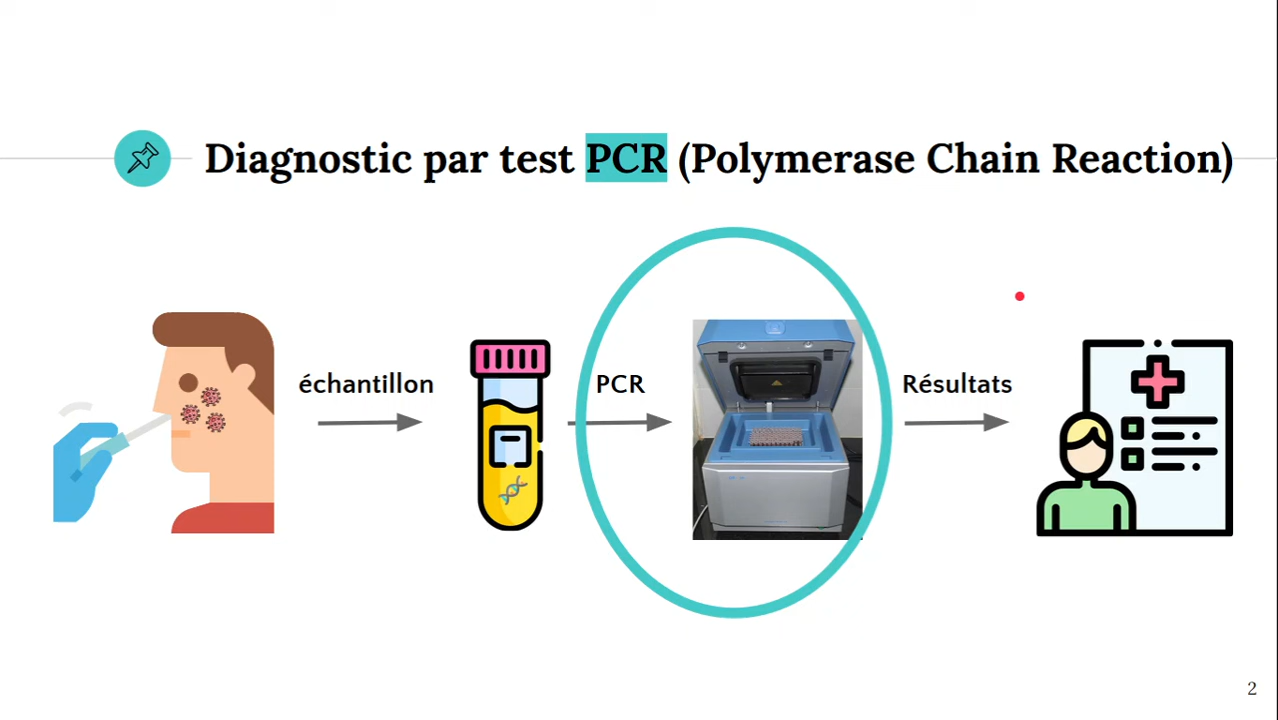 Diagnostic par test PCR (Polymerase Chain Reaction)
échantillon
PCR
Résultats
2